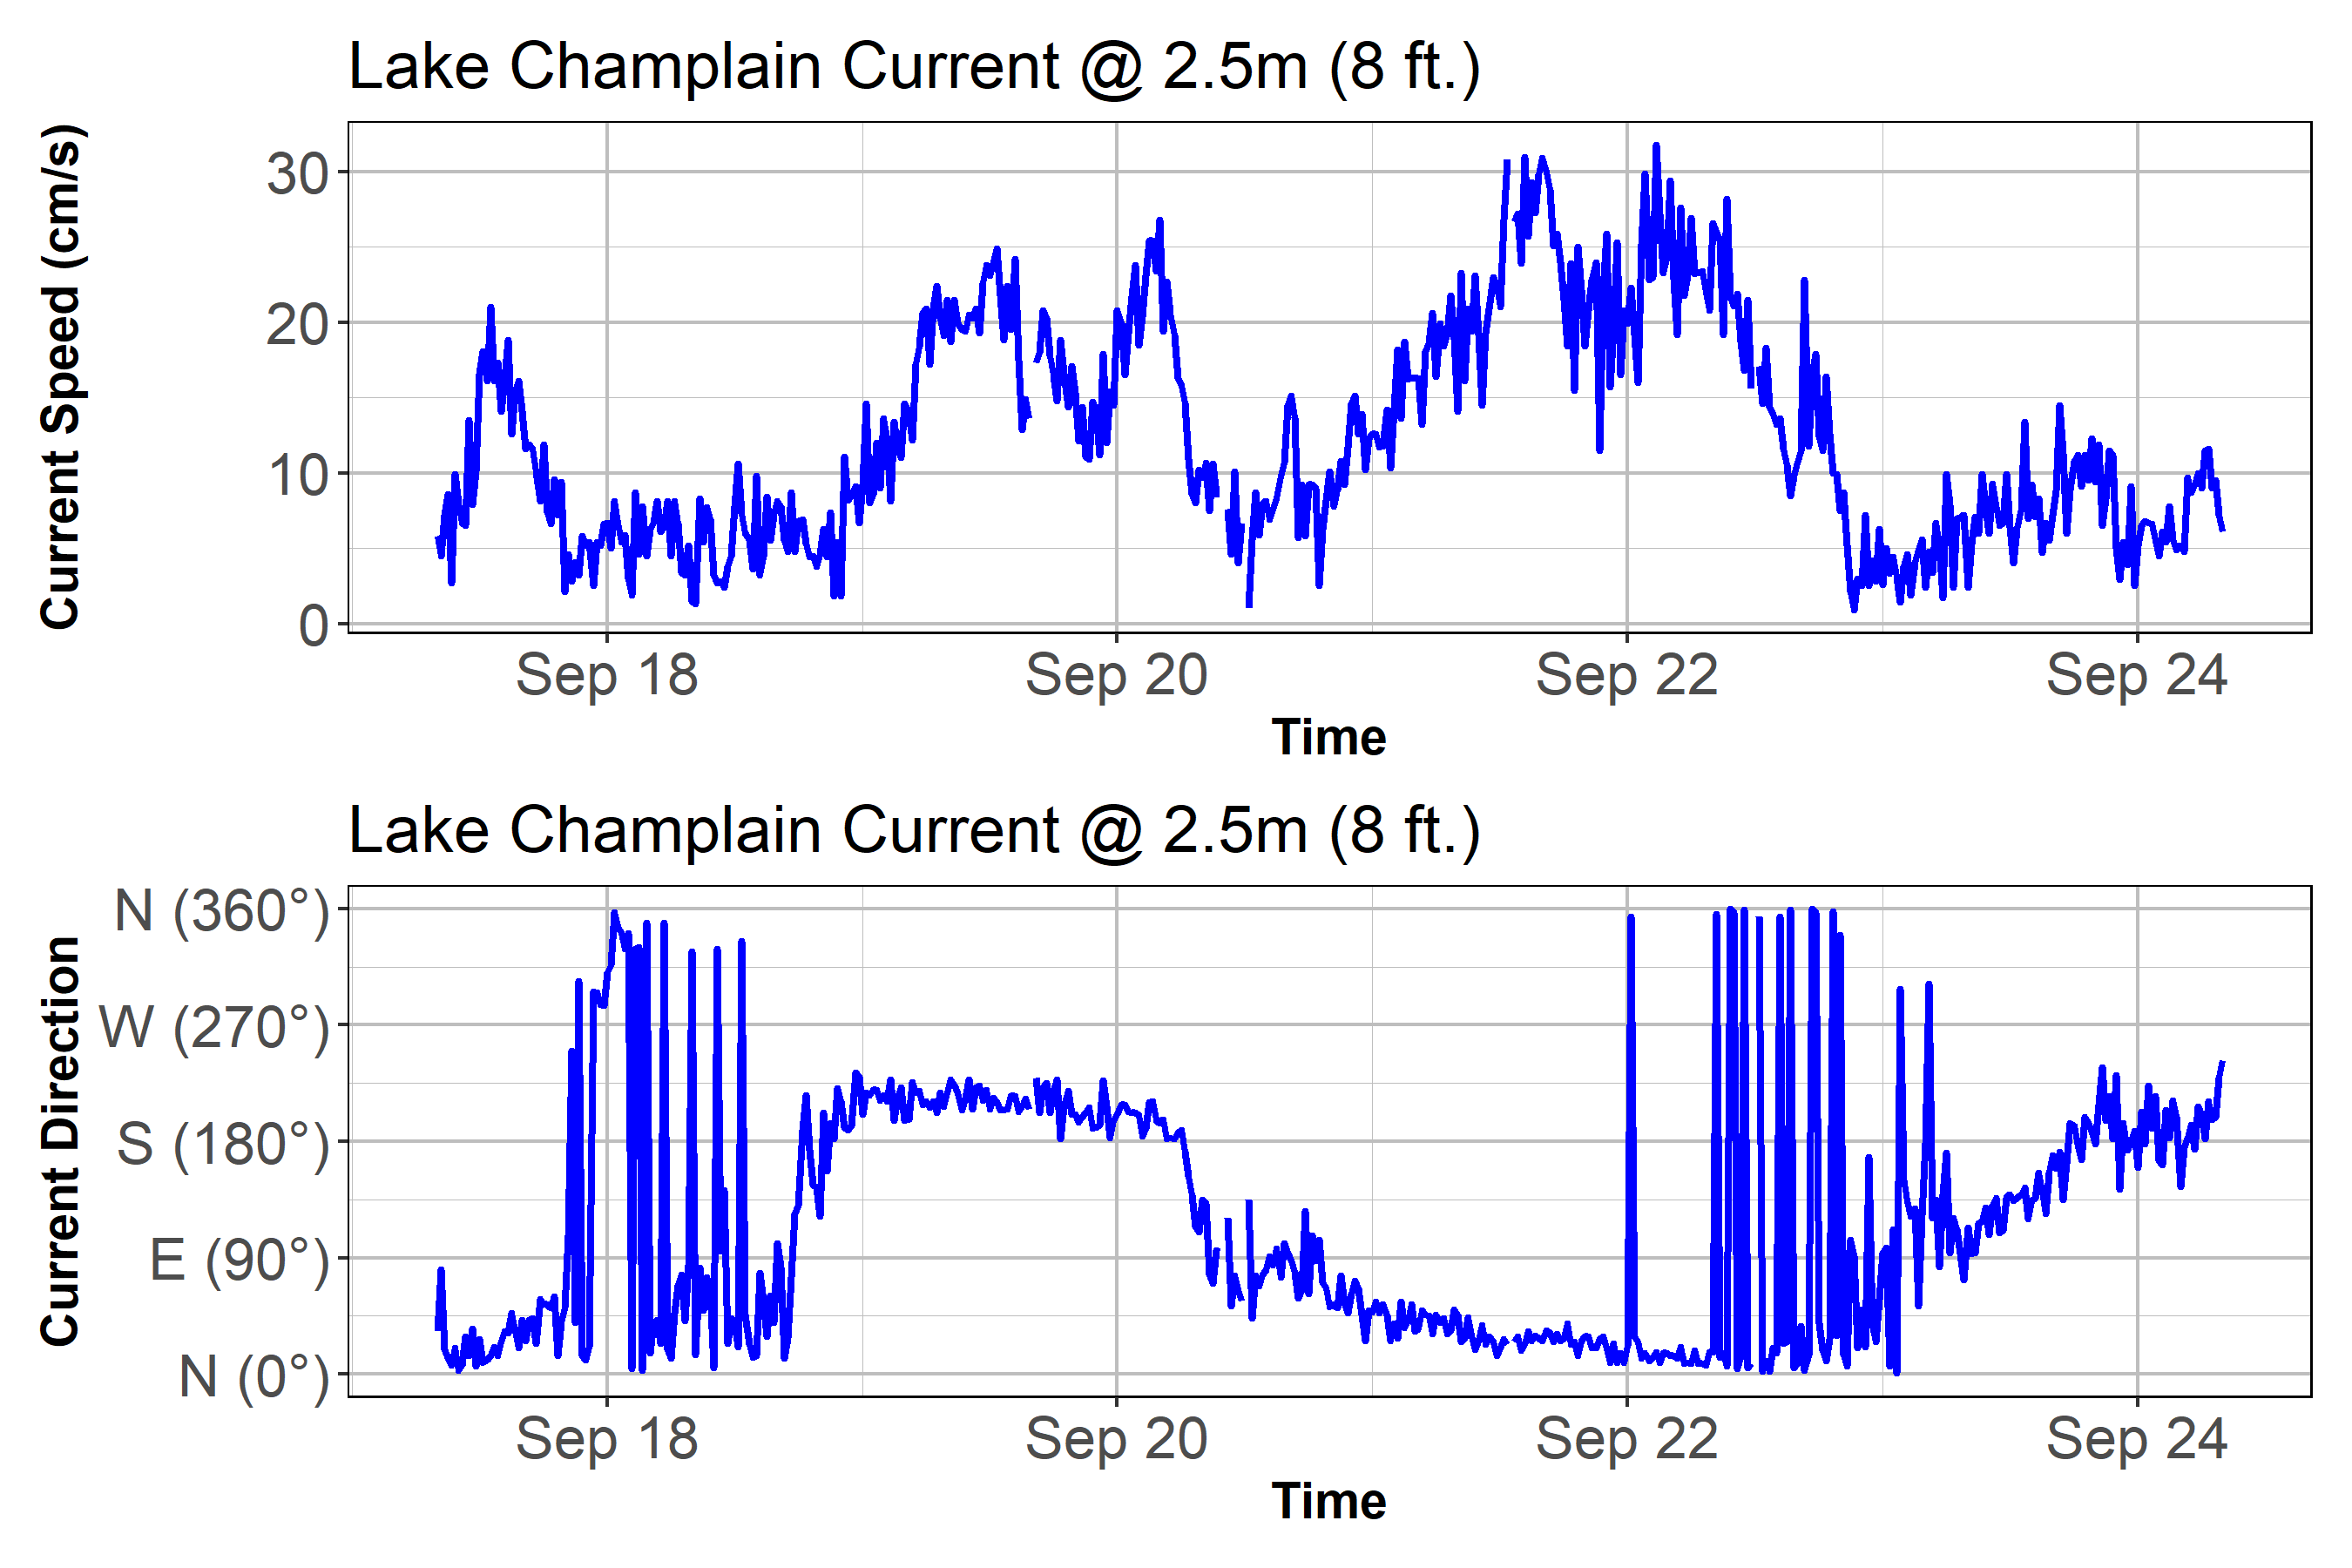 Lake Champlain Current @ 2.5m (8 ft.)
Current Speed (cm/s)
30
20
10
0
Sep 18 Sep 20 Sep 22 Sep 24
Time
Lake Champlain Current @ 2.5m (8 ft.)
Current Direction
N (360°)
W (270°)
S (180°)
E (90°)
N (0°)
Sep 18 Sep 20 Sep 22 Sep 24
Time